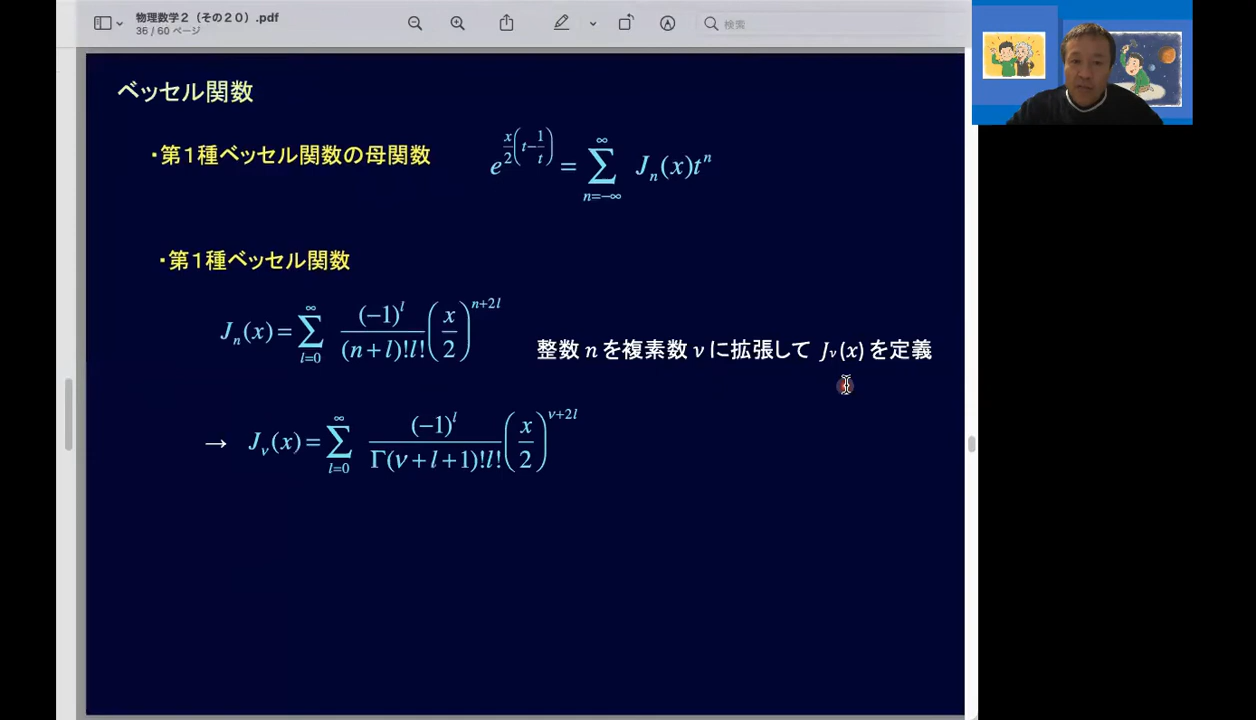 物理数学２（その２０）.pdf
36 / 60 ページ
検索
ベッセル関数
・第１種ベッセル関数の母関数 e^{\frac{x}{2}\left(t-\frac{1}{t}\right)} = \sum_{n=-\infty}^{\infty} J_n(x)t^n
・第１種ベッセル関数
J_n(x) = \sum_{l=0}^{\infty} \frac{(-1)^l}{(n+l)!l!}\left(\frac{x}{2}\right)^{n+2l}
整数 n を複素数 ν に拡張して J_ν(x) を定義
→ J_ν(x) = \sum_{l=0}^{\infty} \frac{(-1)^l}{Γ(ν+l+1)!l!}\left(\frac{x}{2}\right)^{ν+2l}